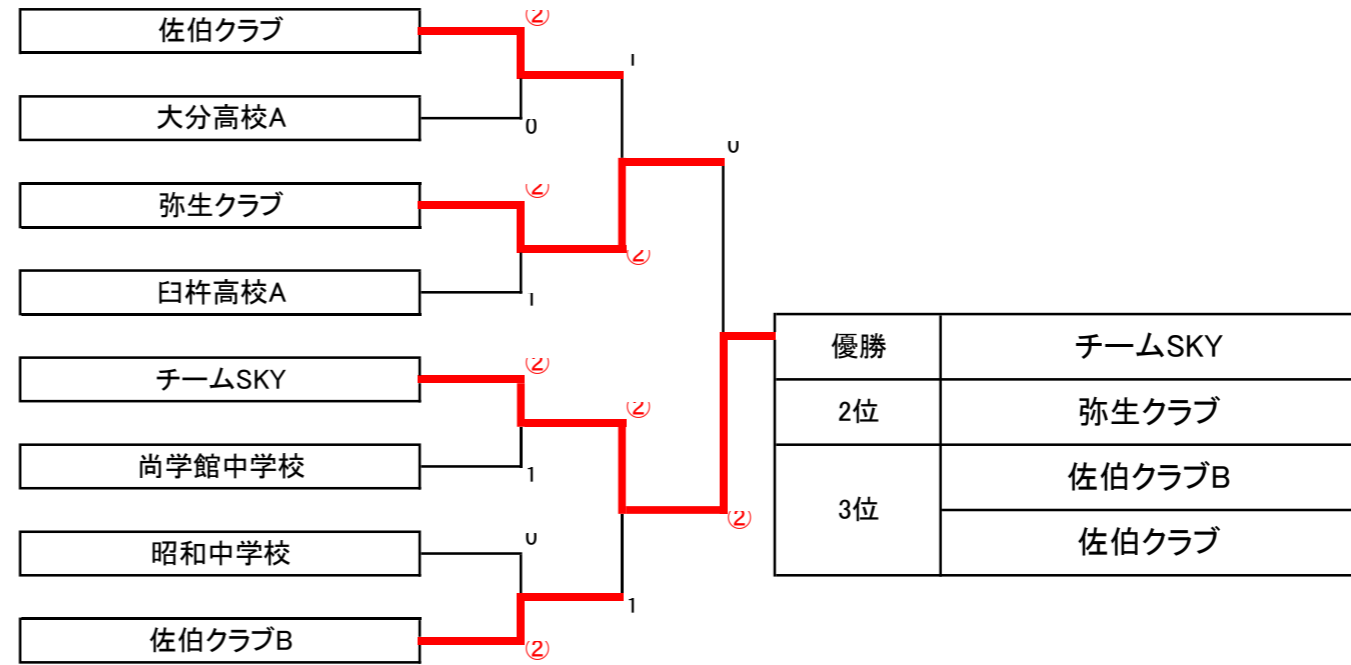 佐伯クラブ
②
1
大分高校A
0
0
弥生クラブ
②
②
臼杵高校A
1
優勝 チームSKY
チームSKY
②
②
2位 弥生クラブ
尚学館中学校
1
3位 佐伯クラブB
佐伯クラブ
②
昭和中学校
0
1
佐伯クラブB
②